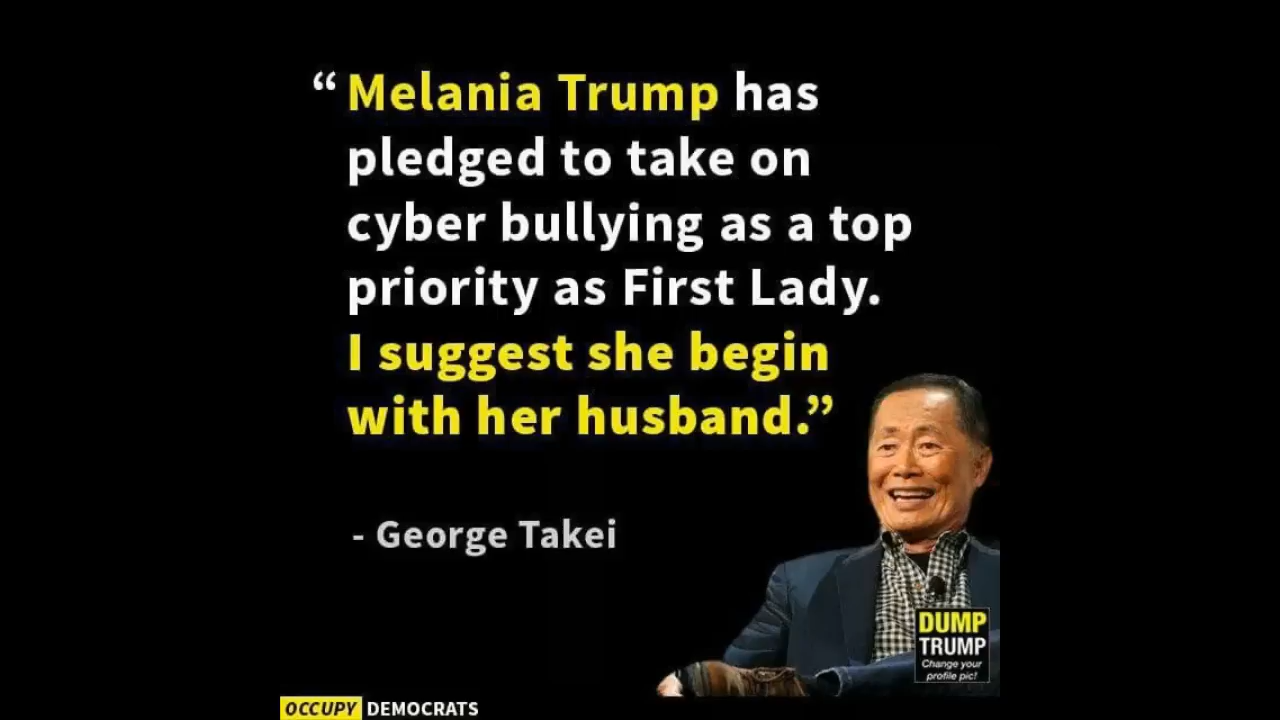 “Melania Trump has
pledged to take on
cyber bullying as a top
priority as First Lady.
I suggest she begin
with her husband.”
- George Takei
DUMP
TRUMP
Change your
profile pic!
OCCUPY DEMOCRATS